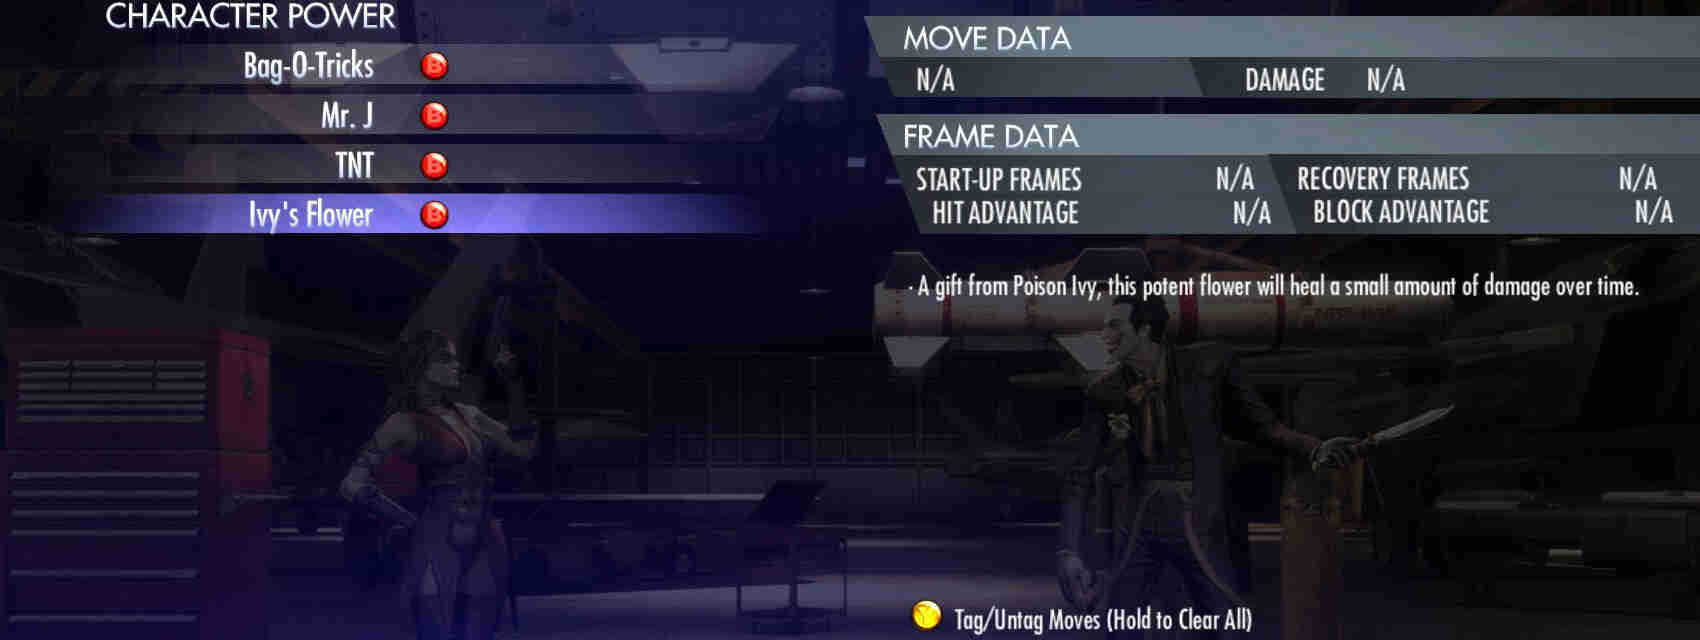 CHARACTER POWER
Bag-O-Tricks B
Mr. J B
TNT B
Ivy's Flower B
MOVE DATA
N/A DAMAGE N/A
FRAME DATA
START-UP FRAMES N/A RECOVERY FRAMES N/A
HIT ADVANTAGE N/A BLOCK ADVANTAGE N/A
· A gift from Poison Ivy, this potent flower will heal a small amount of damage over time.
Y Tag/Untag Moves (Hold to Clear All)